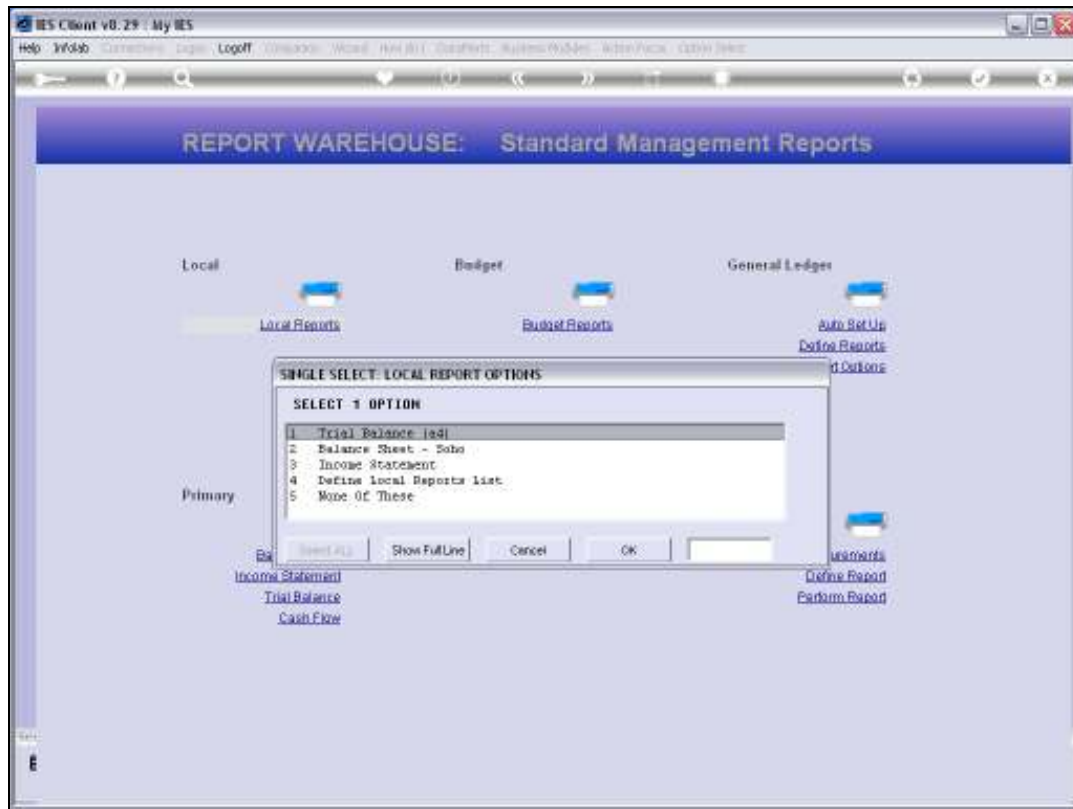 IES Client v8.29 : My IES
Help Infolab Logoff
REPORT WAREHOUSE: Standard Management Reports
Local Budget General Ledger
Local Reports Budget Reports Auto Set Up
Define Reports
SINGLE SELECT: LOCAL REPORT OPTIONS
SELECT 1 OPTION
1 Trial Balance (a4)
2 Balance Sheet - Soho
3 Income Statement
4 Define Local Reports List
5 None Of These
Select ALL Show Full Line Cancel OK
Primary
Income Statement Define Report
Trial Balance Perform Report
Cash Flow